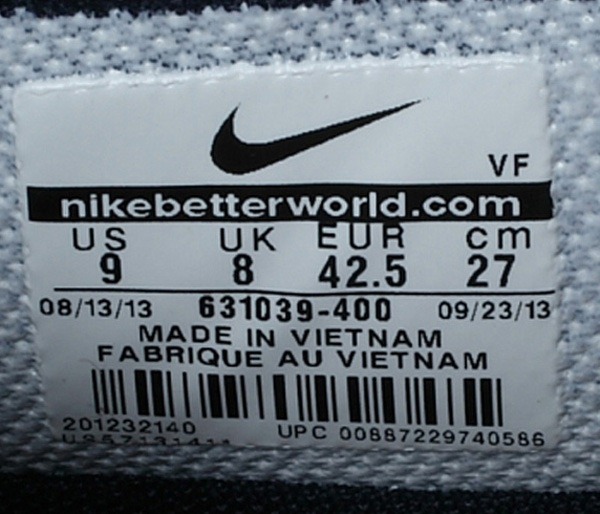 VF
nikebetterworld.com
US UK EUR cm
9 8 42.5 27
08/13/13 631039-400 09/23/13
MADE IN VIETNAM
FABRIQUE AU VIETNAM
201232140 UPC 00887229740586